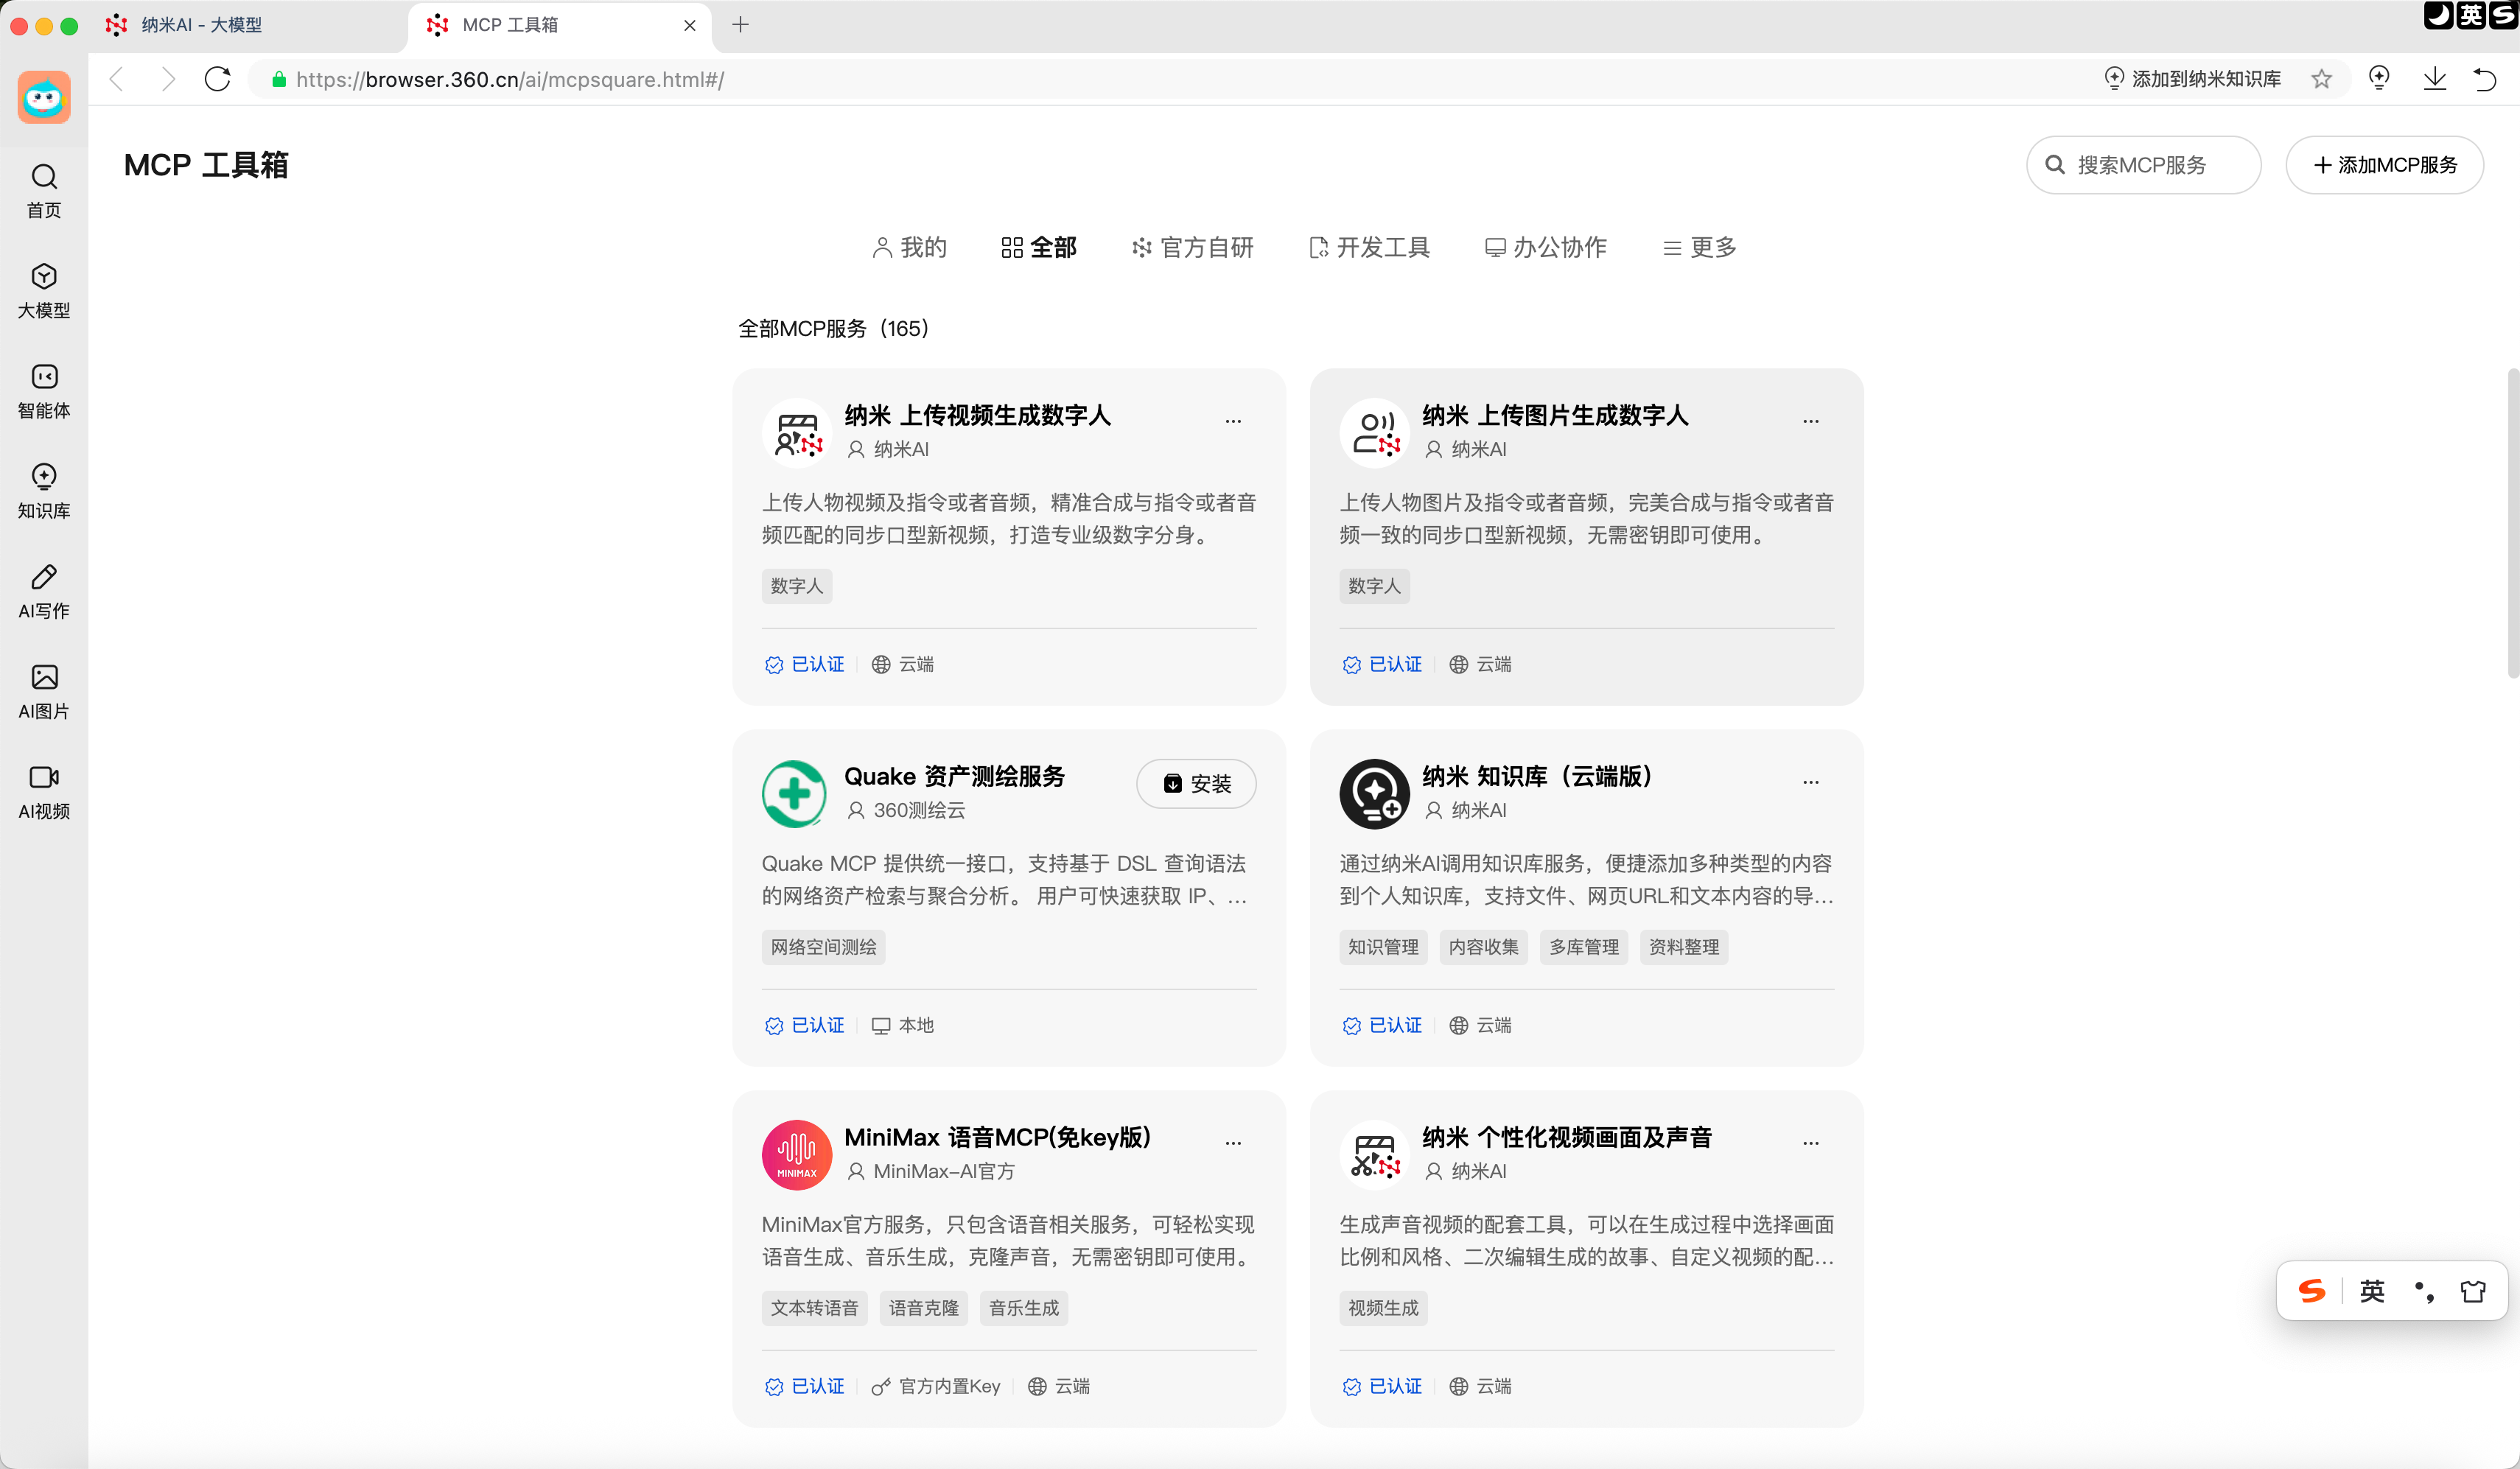 纳米AI - 大模型
MCP 工具箱
英
https://browser.360.cn/ai/mcpsquare.html#/
添加到纳米知识库
首页
大模型
智能体
知识库
AI写作
AI图片
AI视频
MCP 工具箱
搜索MCP服务
添加MCP服务
我的
全部
官方自研
开发工具
办公协作
更多
全部MCP服务（165）
纳米 上传视频生成数字人
纳米AI
上传人物视频及指令或者音频，精准合成与指令或者音
频匹配的同步口型新视频，打造专业级数字分身。
数字人
已认证
云端
纳米 上传图片生成数字人
纳米AI
上传人物图片及指令或者音频，完美合成与指令或者音
频一致的同步口型新视频，无需密钥即可使用。
数字人
已认证
云端
Quake 资产测绘服务
360测绘云
安装
Quake MCP 提供统一接口，支持基于 DSL 查询语法
的网络资产检索与聚合分析。 用户可快速获取 IP、…
网络空间测绘
已认证
本地
纳米 知识库（云端版）
纳米AI
通过纳米AI调用知识库服务，便捷添加多种类型的内容
到个人知识库，支持文件、网页URL和文本内容的导…
知识管理
内容收集
多库管理
资料整理
已认证
云端
MINIMAX
MiniMax 语音MCP(免key版)
MiniMax-AI官方
MiniMax官方服务，只包含语音相关服务，可轻松实现
语音生成、音乐生成，克隆声音，无需密钥即可使用。
文本转语音
语音克隆
音乐生成
已认证
官方内置Key
云端
纳米 个性化视频画面及声音
纳米AI
生成声音视频的配套工具，可以在生成过程中选择画面
比例和风格、二次编辑生成的故事、自定义视频的配…
视频生成
已认证
云端
英